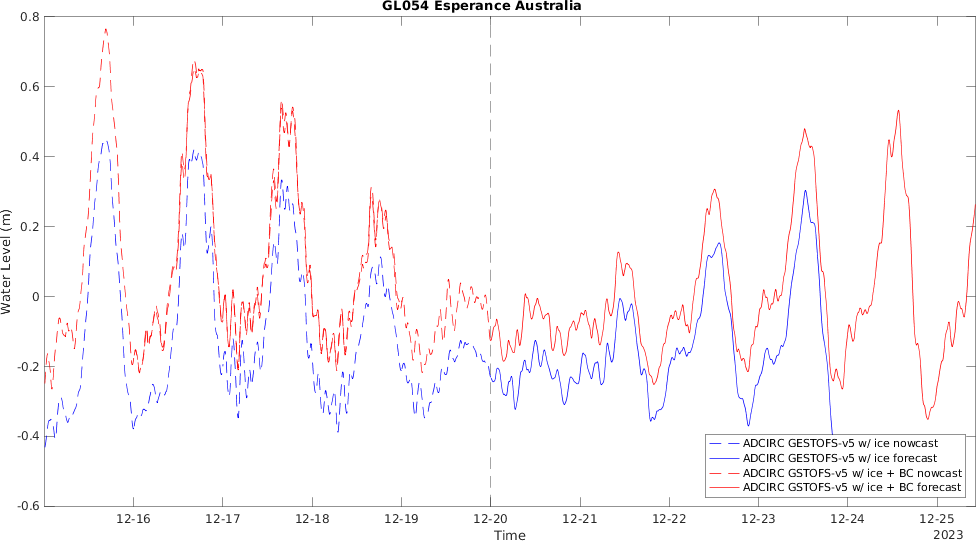 GL054 Esperance Australia
0.8
0.6
0.4
0.2
0
-0.2
-0.4
-0.6
Water Level (m)
ADCIRC GESTOFS-v5 w/ ice nowcast
ADCIRC GESTOFS-v5 w/ ice forecast
ADCIRC GSTOFS-v5 w/ ice + BC nowcast
ADCIRC GSTOFS-v5 w/ ice + BC forecast
12-16 12-17 12-18 12-19 12-20 12-21 12-22 12-23 12-24 12-25
Time
2023